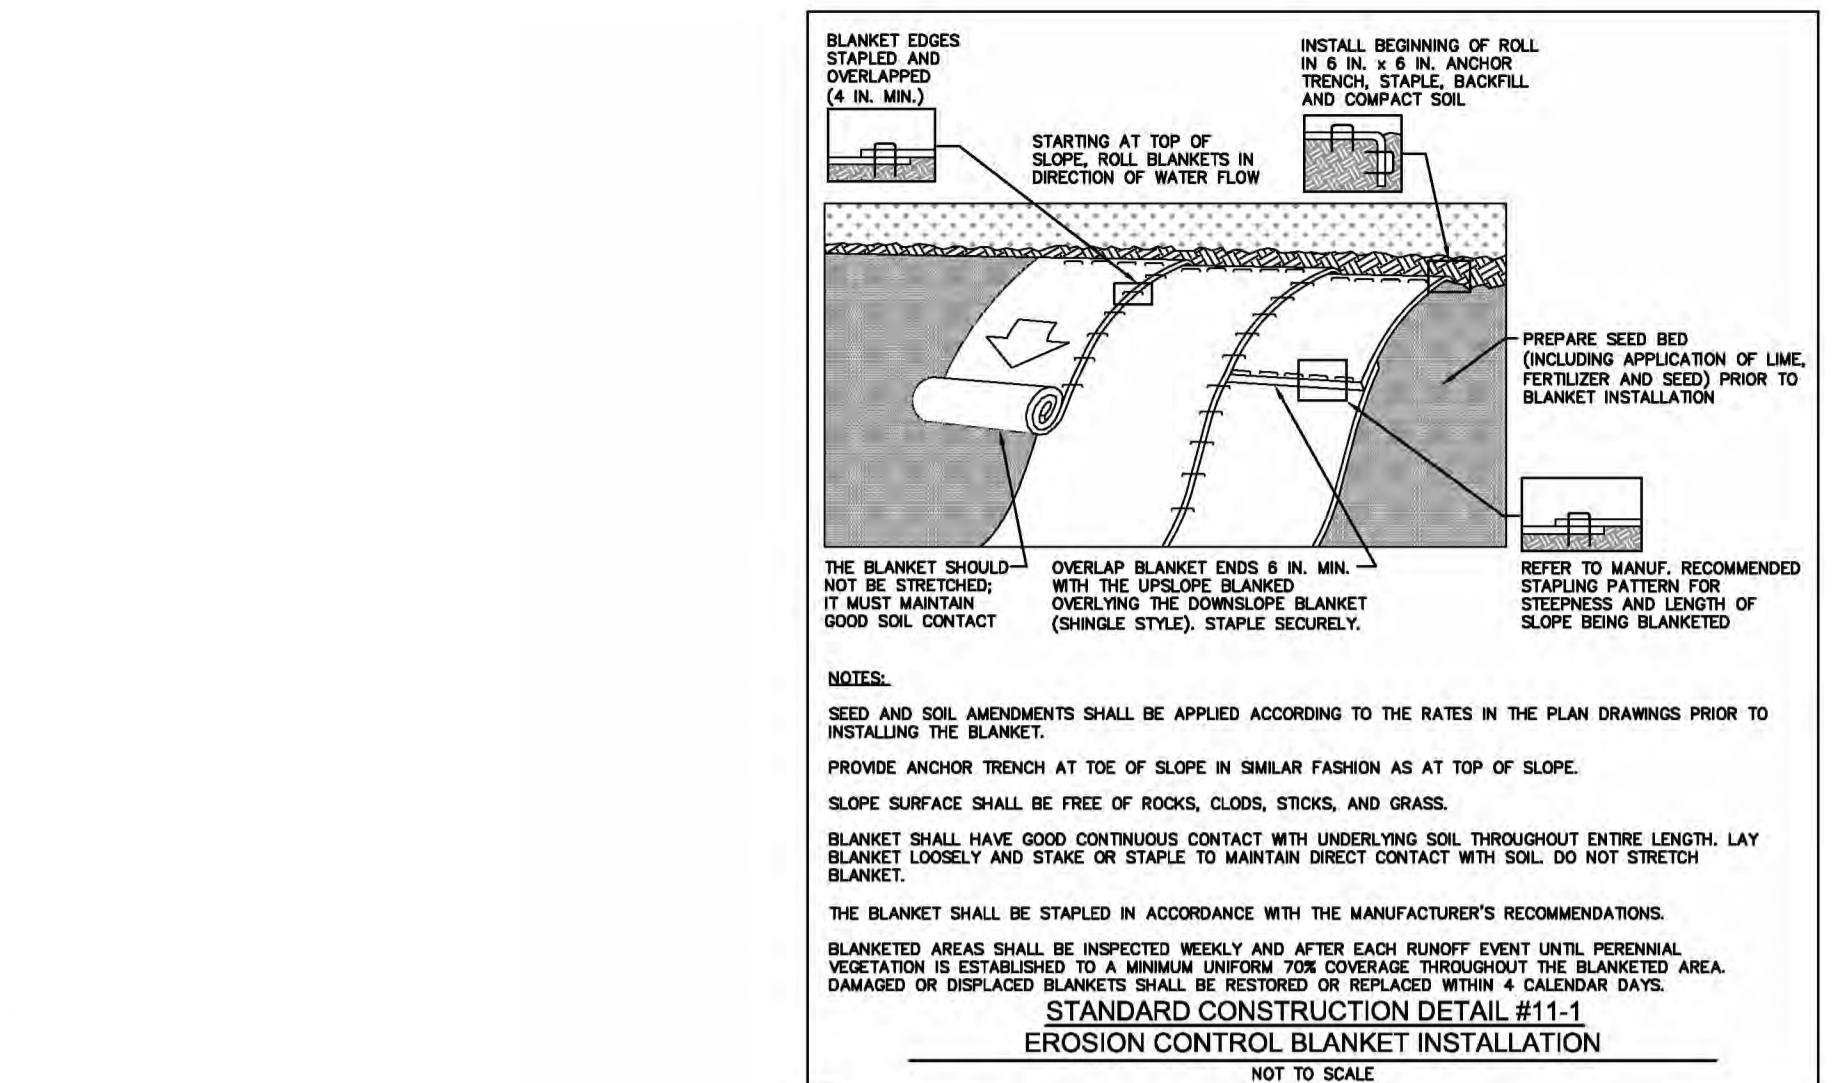 BLANKET EDGES
STAPLED AND
OVERLAPPED
(4 IN. MIN.)
STARTING AT TOP OF
SLOPE, ROLL BLANKETS IN
DIRECTION OF WATER FLOW
INSTALL BEGINNING OF ROLL
IN 6 IN. x 6 IN. ANCHOR
TRENCH, STAPLE, BACKFILL
AND COMPACT SOIL
PREPARE SEED BED
(INCLUDING APPLICATION OF LIME,
FERTILIZER AND SEED) PRIOR TO
BLANKET INSTALLATION
THE BLANKET SHOULD
NOT BE STRETCHED;
IT MUST MAINTAIN
GOOD SOIL CONTACT
OVERLAP BLANKET ENDS 6 IN. MIN.
WITH THE UPSLOPE BLANKED
OVERLYING THE DOWNSLOPE BLANKET
(SHINGLE STYLE). STAPLE SECURELY.
REFER TO MANUF. RECOMMENDED
STAPLING PATTERN FOR
STEEPNESS AND LENGTH OF
SLOPE BEING BLANKETED
NOTES:
SEED AND SOIL AMENDMENTS SHALL BE APPLIED ACCORDING TO THE RATES IN THE PLAN DRAWINGS PRIOR TO
INSTALLING THE BLANKET.
PROVIDE ANCHOR TRENCH AT TOE OF SLOPE IN SIMILAR FASHION AS AT TOP OF SLOPE.
SLOPE SURFACE SHALL BE FREE OF ROCKS, CLODS, STICKS, AND GRASS.
BLANKET SHALL HAVE GOOD CONTINUOUS CONTACT WITH UNDERLYING SOIL THROUGHOUT ENTIRE LENGTH. LAY
BLANKET LOOSELY AND STAKE OR STAPLE TO MAINTAIN DIRECT CONTACT WITH SOIL. DO NOT STRETCH
BLANKET.
THE BLANKET SHALL BE STAPLED IN ACCORDANCE WITH THE MANUFACTURER'S RECOMMENDATIONS.
BLANKETED AREAS SHALL BE INSPECTED WEEKLY AND AFTER EACH RUNOFF EVENT UNTIL PERENNIAL
VEGETATION IS ESTABLISHED TO A MINIMUM UNIFORM 70% COVERAGE THROUGHOUT THE BLANKETED AREA.
DAMAGED OR DISPLACED BLANKETS SHALL BE RESTORED OR REPLACED WITHIN 4 CALENDAR DAYS.
STANDARD CONSTRUCTION DETAIL #11-1
EROSION CONTROL BLANKET INSTALLATION
NOT TO SCALE